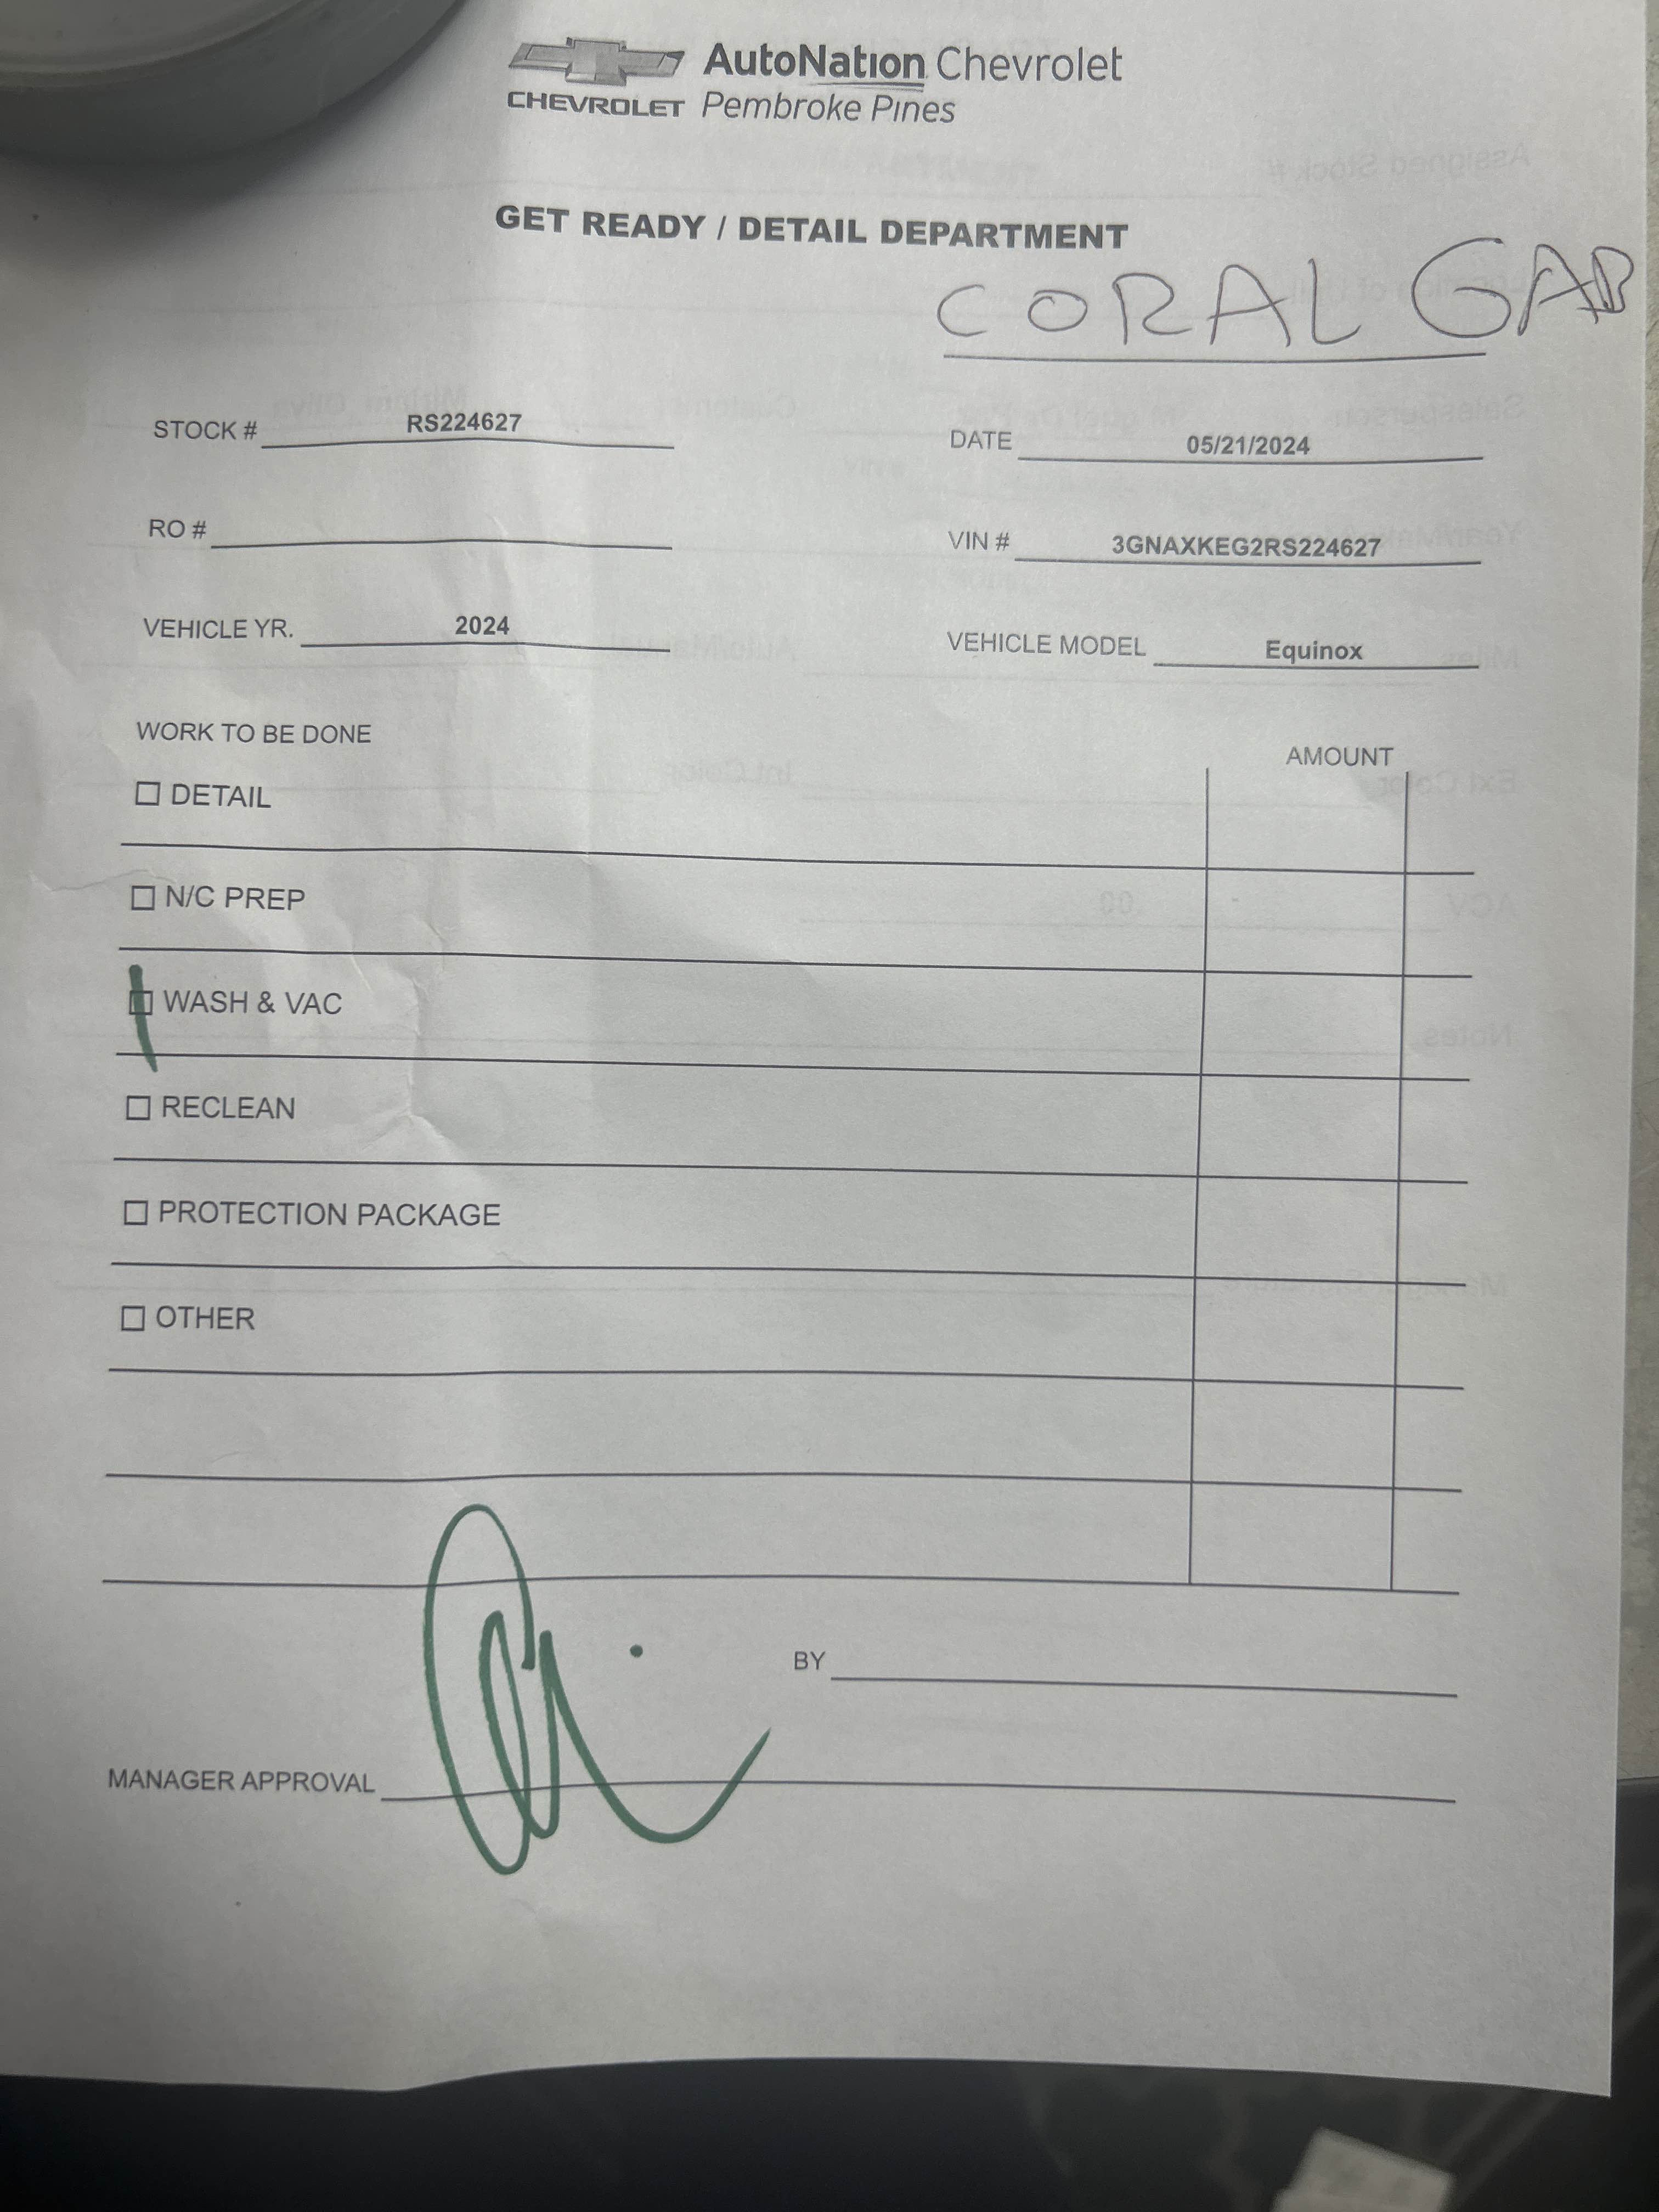 AutoNation Chevrolet
CHEVROLET Pembroke Pines
GET READY / DETAIL DEPARTMENT
CORAL GAB
STOCK # RS224627 DATE 05/21/2024
RO # VIN # 3GNAXKEG2RS224627
VEHICLE YR. 2024 VEHICLE MODEL Equinox
WORK TO BE DONE AMOUNT
☐ DETAIL
☐ N/C PREP
☐ WASH & VAC
☐ RECLEAN
☐ PROTECTION PACKAGE
☐ OTHER
BY
MANAGER APPROVAL